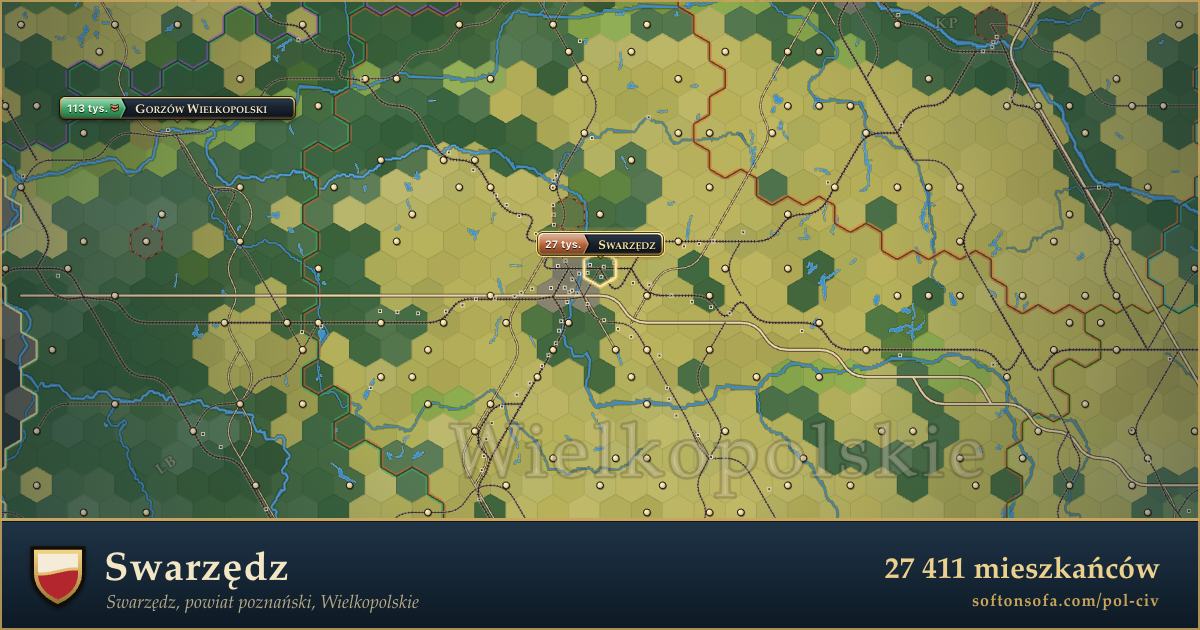 KP
113 tys. Gorzów Wielkopolski
27 tys. Swarzędz
Wielkopolskie
LB
Swarzędz
Swarzędz, powiat poznański, Wielkopolskie
27 411 mieszkańców
softonsofa.com/pol-civ